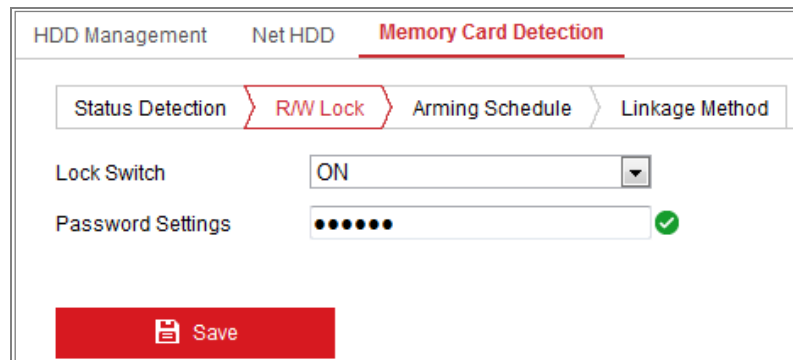 HDD Management Net HDD Memory Card Detection
Status Detection R/W Lock Arming Schedule Linkage Method
Lock Switch ON
Password Settings ●●●●●●
Save